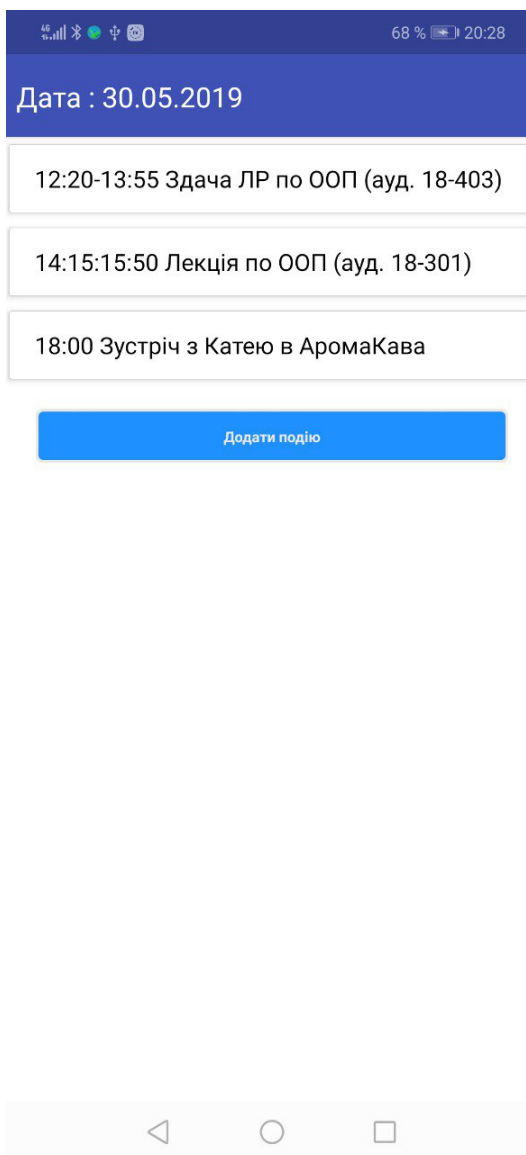 4G 68 % 20:28
Дата : 30.05.2019
12:20-13:55 Здача ЛР по ООП (ауд. 18-403)
14:15:15:50 Лекція по ООП (ауд. 18-301)
18:00 Зустріч з Катею в АромаКава
Додати подію